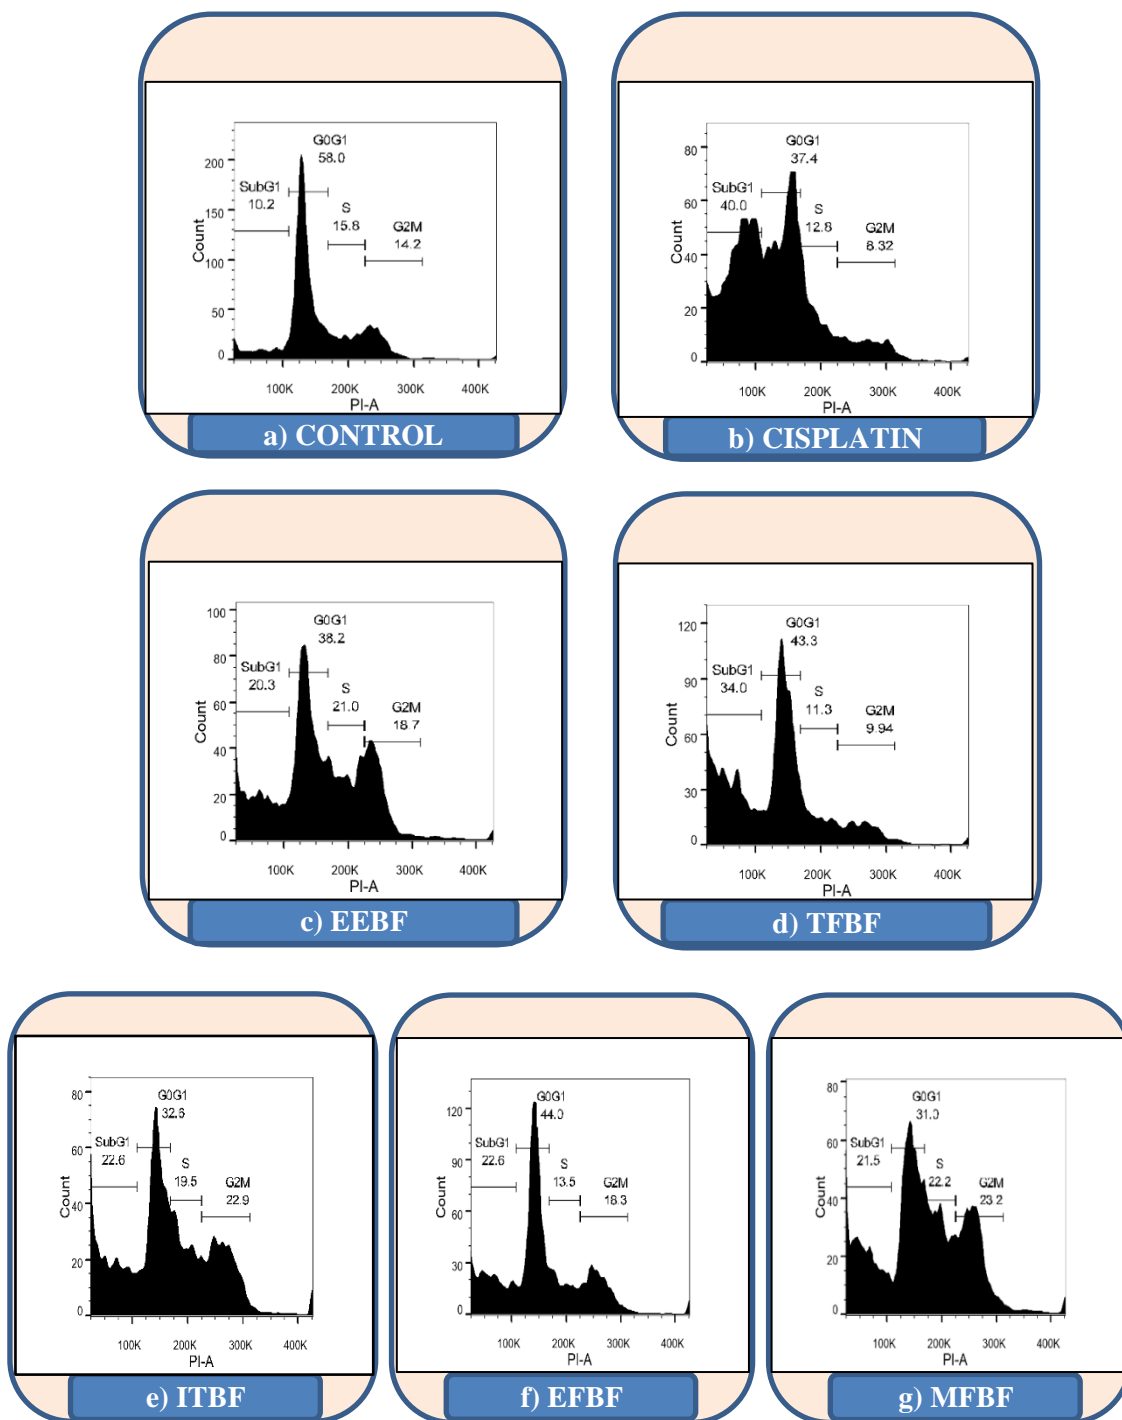 G0G1
58.0
200
SubG1
10.2
150
S
15.8
G2M
14.2
Count
100
50
0
100K 200K 300K 400K
PI-A
a) CONTROL
80
G0G1
37.4
60
SubG1
40.0
S
12.8
G2M
8.32
Count
40
20
0
100K 200K 300K 400K
PI-A
b) CISPLATIN
100
G0G1
38.2
80
SubG1
20.3
60
S
21.0
G2M
18.7
Count
40
20
0
100K 200K 300K 400K
PI-A
c) EEBF
120
G0G1
43.3
90
SubG1
34.0
S
11.3
G2M
9.94
Count
60
30
0
100K 200K 300K 400K
PI-A
d) TFBF
80
G0G1
32.6
60
SubG1
22.6
S
19.5
G2M
22.9
Count
40
20
0
100K 200K 300K 400K
PI-A
e) ITBF
120
G0G1
44.0
90
SubG1
22.6
S
13.5
G2M
18.3
Count
60
30
0
100K 200K 300K 400K
PI-A
f) EFBF
80
G0G1
31.0
60
SubG1
21.5
S
22.2
G2M
23.2
Count
40
20
0
100K 200K 300K 400K
PI-A
g) MFBF